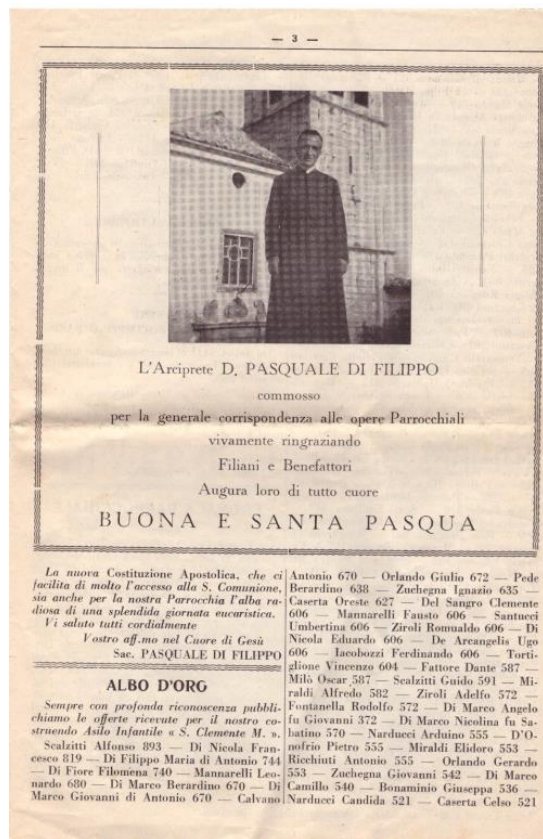 — 3 —
L'Arciprete D. PASQUALE DI FILIPPO
commosso
per la generale corrispondenza alle opere Parrocchiali
vivamente ringraziando
Filiani e Benefattori
Augura loro di tutto cuore
BUONA E SANTA PASQUA
La nuova Costituzione Apostolica, che ci
facilita di molto l'accesso alla S. Comunione,
sia anche per la nostra Parrocchia l'alba ra-
diosa di una splendida giornata eucaristica.
Vi saluto tutti cordialmente
Vostro aff.mo nel Cuore di Gesù
Sac. PASQUALE DI FILIPPO
ALBO D'ORO
Sempre con profonda riconoscenza pubbli-
chiamo le offerte ricevute per il nostro co-
struendo Asilo Infantile « S. Clemente M. ».
Scalzitti Alfonso 893 — Di Nicola Fran-
cesco 819 — Di Filippo Maria di Antonio 744
— Di Fiore Filomena 740 — Mannarelli Leo-
nardo 680 — Di Marco Berardino 670 — Di
Marco Giovanni di Antonio 670 — Calvano
Antonio 670 — Orlando Giulio 672 — Pede
Berardino 638 — Zuchegna Ignazio 635 —
Caserta Oreste 627 — Del Sangro Clemente
606 — Mannarelli Fausto 606 — Santucci
Umbertina 606 — Ziroli Romualdo 606 — Di
Nicola Eduardo 606 — De Arcangelis Ugo
606 — Iacobozzi Ferdinando 606 — Torti-
glione Vincenzo 604 — Fattore Dante 587 —
Milò Oscar 587 — Scalzitti Guido 591 — Mi-
raldi Alfredo 582 — Ziroli Adelfo 572 —
Fontanella Rodolfo 572 — Di Marco Angelo
fu Giovanni 372 — Di Marco Nicolina fu Sa-
batino 570 — Narducci Arduino 555 — D'O-
nofrio Pietro 555 — Miraldi Elidoro 553 —
Ricchiuti Antonio 555 — Orlando Gerardo
553 — Zuchegna Giovanni 542 — Di Marco
Camillo 540 — Bonaminio Giuseppa 536 —
Narducci Candida 521 — Caserta Celso 521